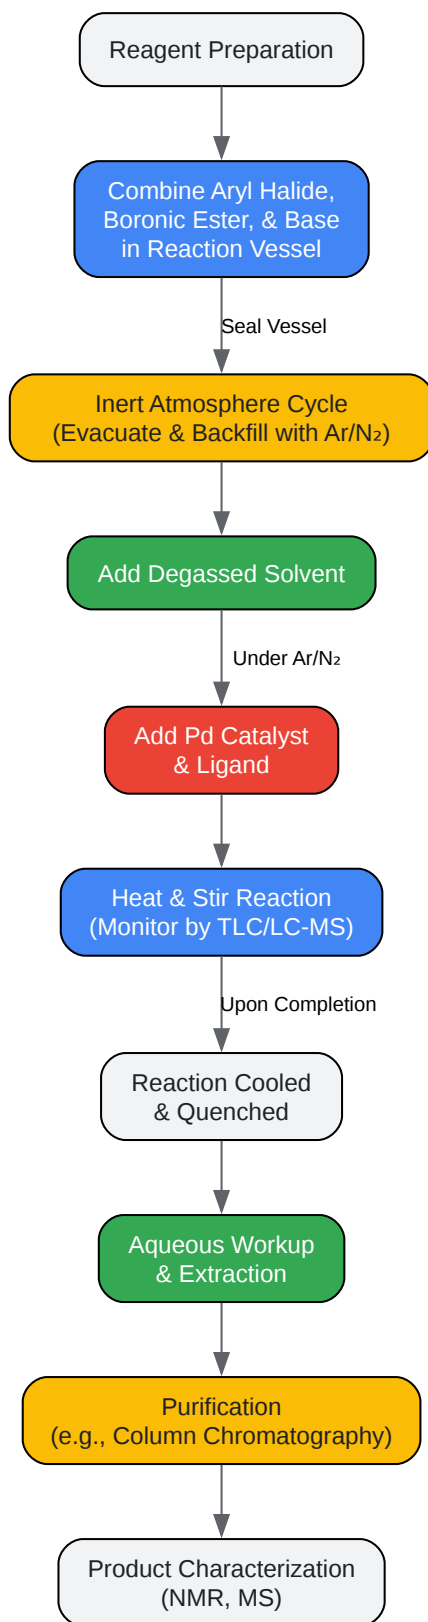 Reagent Preparation
Combine Aryl Halide,
Boronic Ester, & Base
in Reaction Vessel
Seal Vessel
Inert Atmosphere Cycle
(Evacuate & Backfill with Ar/N₂)
Add Degassed Solvent
Under Ar/N₂
Add Pd Catalyst
& Ligand
Heat & Stir Reaction
(Monitor by TLC/LC-MS)
Upon Completion
Reaction Cooled
& Quenched
Aqueous Workup
& Extraction
Purification
(e.g., Column Chromatography)
Product Characterization
(NMR, MS)